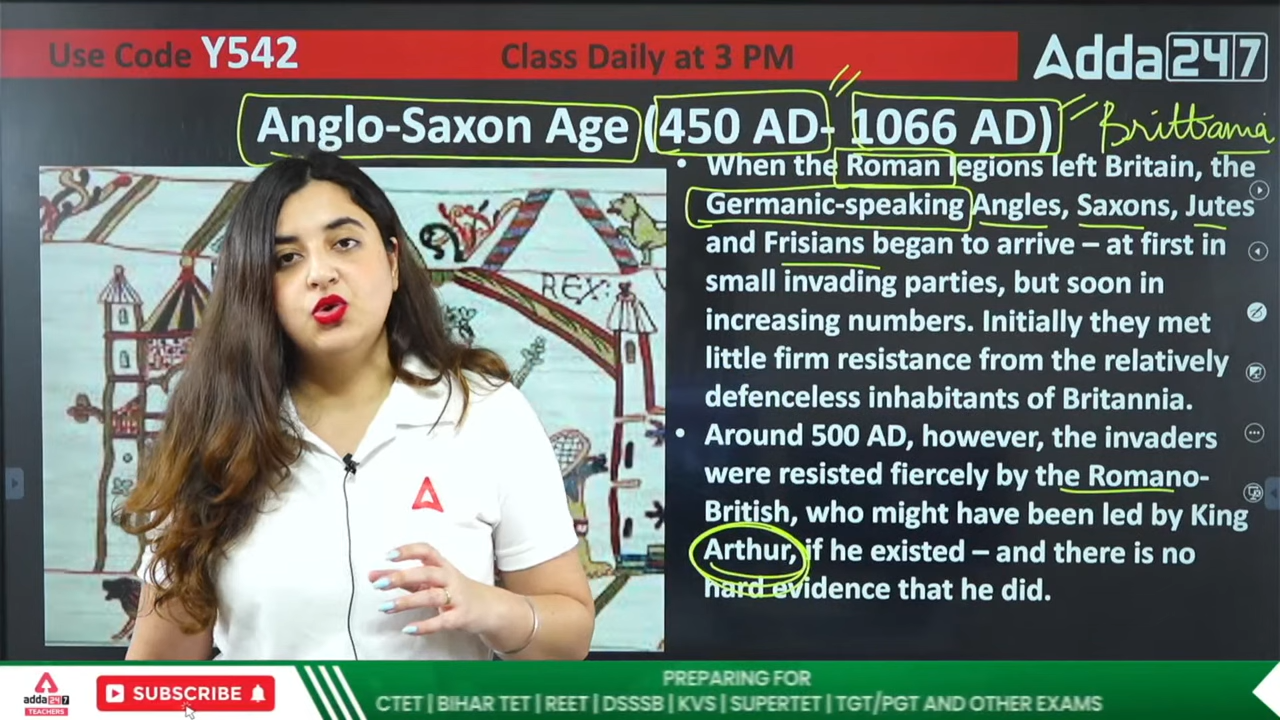 Use Code Y542
Class Daily at 3 PM
Adda 247
Anglo-Saxon Age (450 AD- 1066 AD)
Brittania
• When the Roman legions left Britain, the
Germanic-speaking Angles, Saxons, Jutes
and Frisians began to arrive – at first in
small invading parties, but soon in
increasing numbers. Initially they met
little firm resistance from the relatively
defenceless inhabitants of Britannia.
• Around 500 AD, however, the invaders
were resisted fiercely by the Romano-
British, who might have been led by King
Arthur, if he existed – and there is no
hard evidence that he did.
REX:
adda247
TEACHERS
SUBSCRIBE
PREPARING FOR
CTET | BIHAR TET | REET | DSSSB | KVS | SUPERTET | TGT/PGT AND OTHER EXAMS